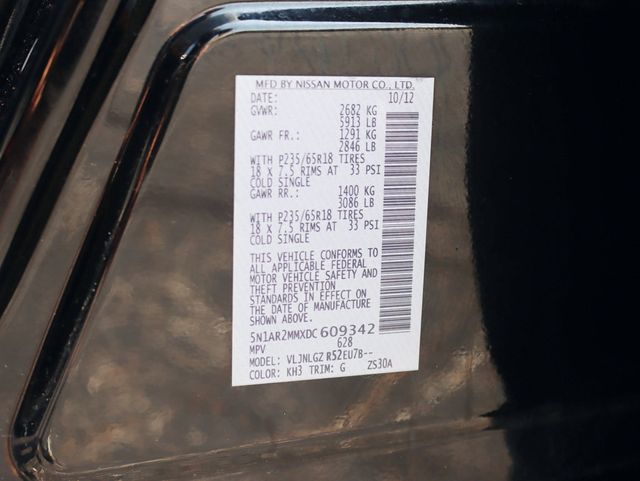 MFD BY NISSAN MOTOR CO., LTD.
DATE: 10/12
GVWR: 2682 KG
5913 LB
GAWR FR.: 1291 KG
2846 LB
WITH P235/65R18 TIRES
18 x 7.5 RIMS AT 33 PSI
COLD SINGLE
GAWR RR.: 1400 KG
3086 LB
WITH P235/65R18 TIRES
18 x 7.5 RIMS AT 33 PSI
COLD SINGLE
THIS VEHICLE CONFORMS TO
ALL APPLICABLE FEDERAL
MOTOR VEHICLE SAFETY AND
THEFT PREVENTION
STANDARDS IN EFFECT ON
THE DATE OF MANUFACTURE
SHOWN ABOVE.
5N1AR2MMXDC 609342
MPV 628
MODEL: VLJNLGZ R52EU7B--
COLOR: KH3 TRIM: G ZS30A